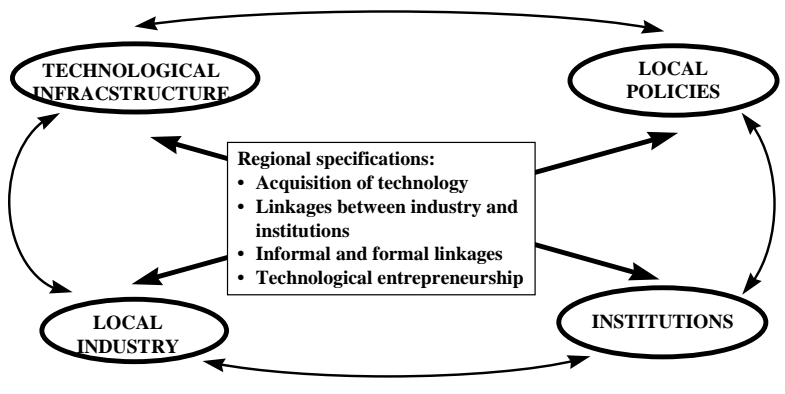 TECHNOLOGICAL
INFRACSTRUCTURE
LOCAL
POLICIES
Regional specifications:
• Acquisition of technology
• Linkages between industry and
institutions
• Informal and formal linkages
• Technological entrepreneurship
LOCAL
INDUSTRY
INSTITUTIONS